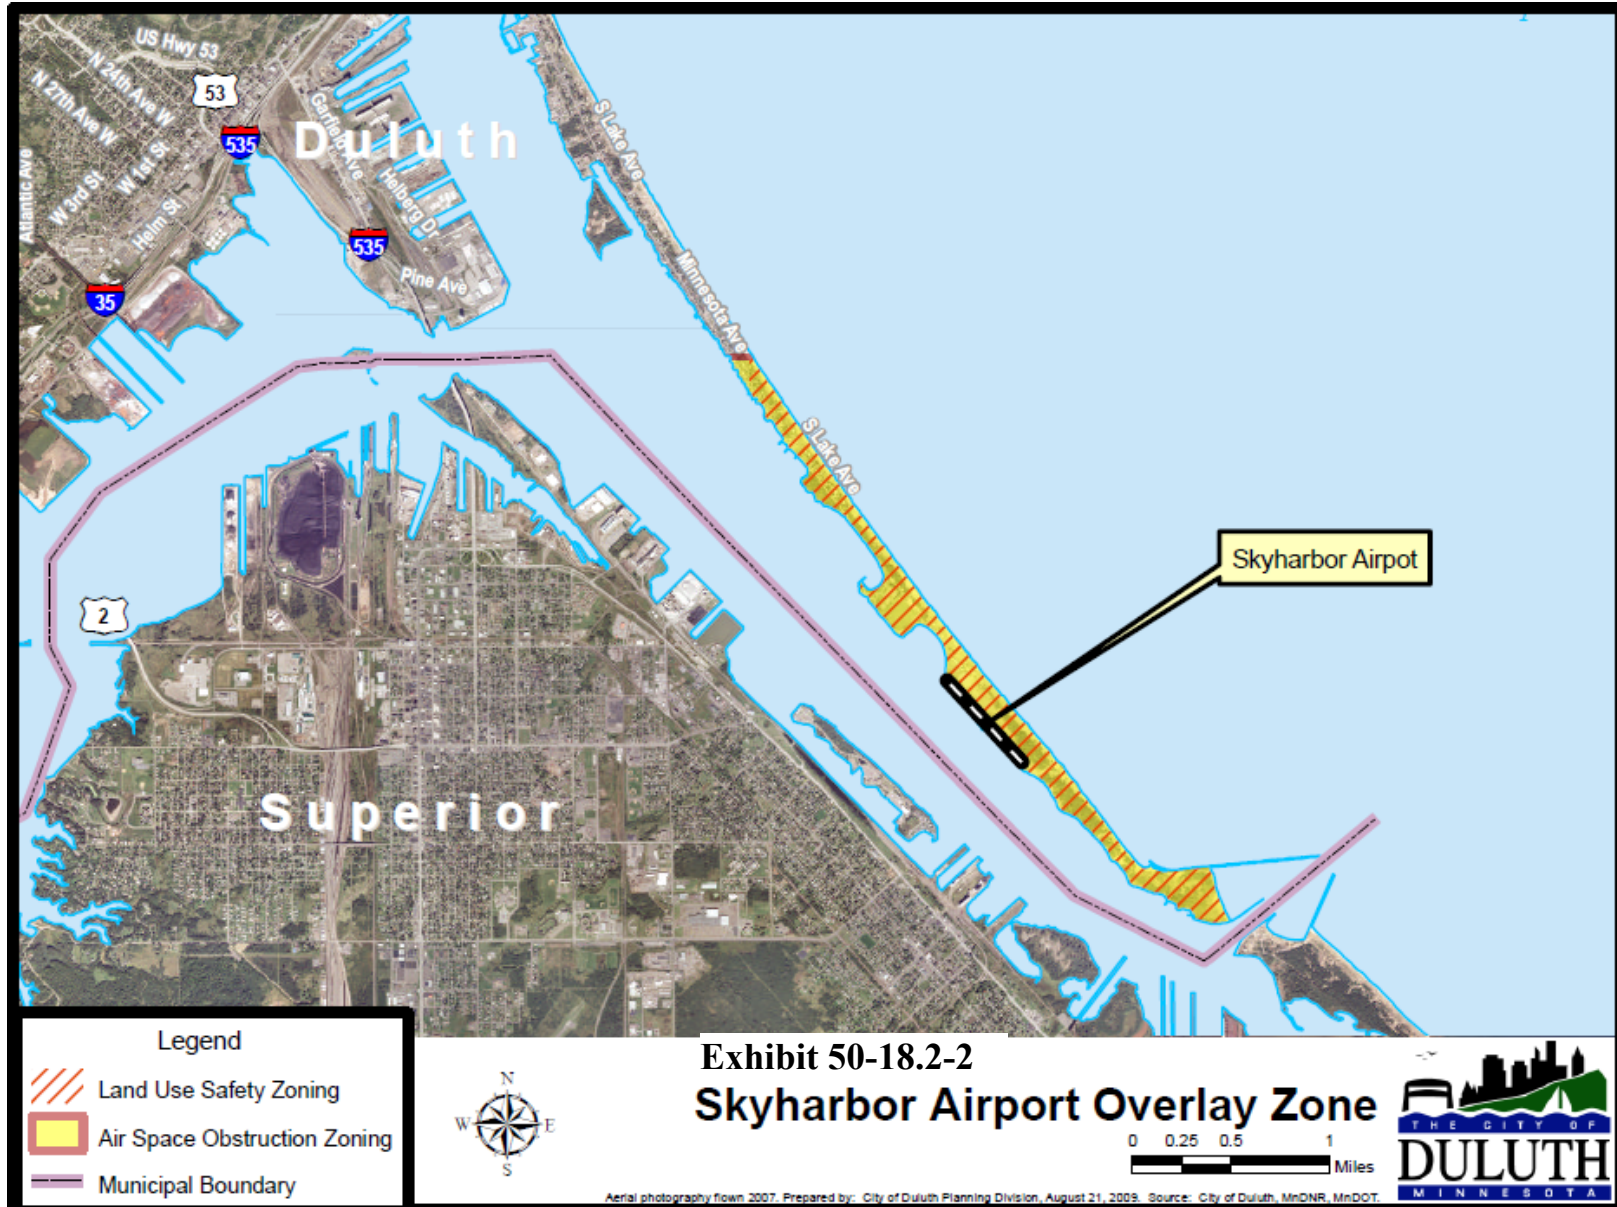 US Hwy 53
N 24th Ave W
N 27th Ave W
53
535
Duluth
Garfield Ave
Helberg Dr
W 1st St
W 3rd St
Helm St
Atlantic Ave
535
Pine Ave
35
S Lake Ave
Minnesota Ave
S Lake Ave
Skyharbor Airpot
2
Superior
Legend
Land Use Safety Zoning
Air Space Obstruction Zoning
Municipal Boundary
N
W E
S
Exhibit 50-18.2-2
Skyharbor Airport Overlay Zone
0 0.25 0.5 1
Miles
Aerial photography flown 2007. Prepared by: City of Duluth Planning Division, August 21, 2009. Source: City of Duluth, MnDNR, MnDOT.
THE CITY OF
DULUTH
MINNESOTA